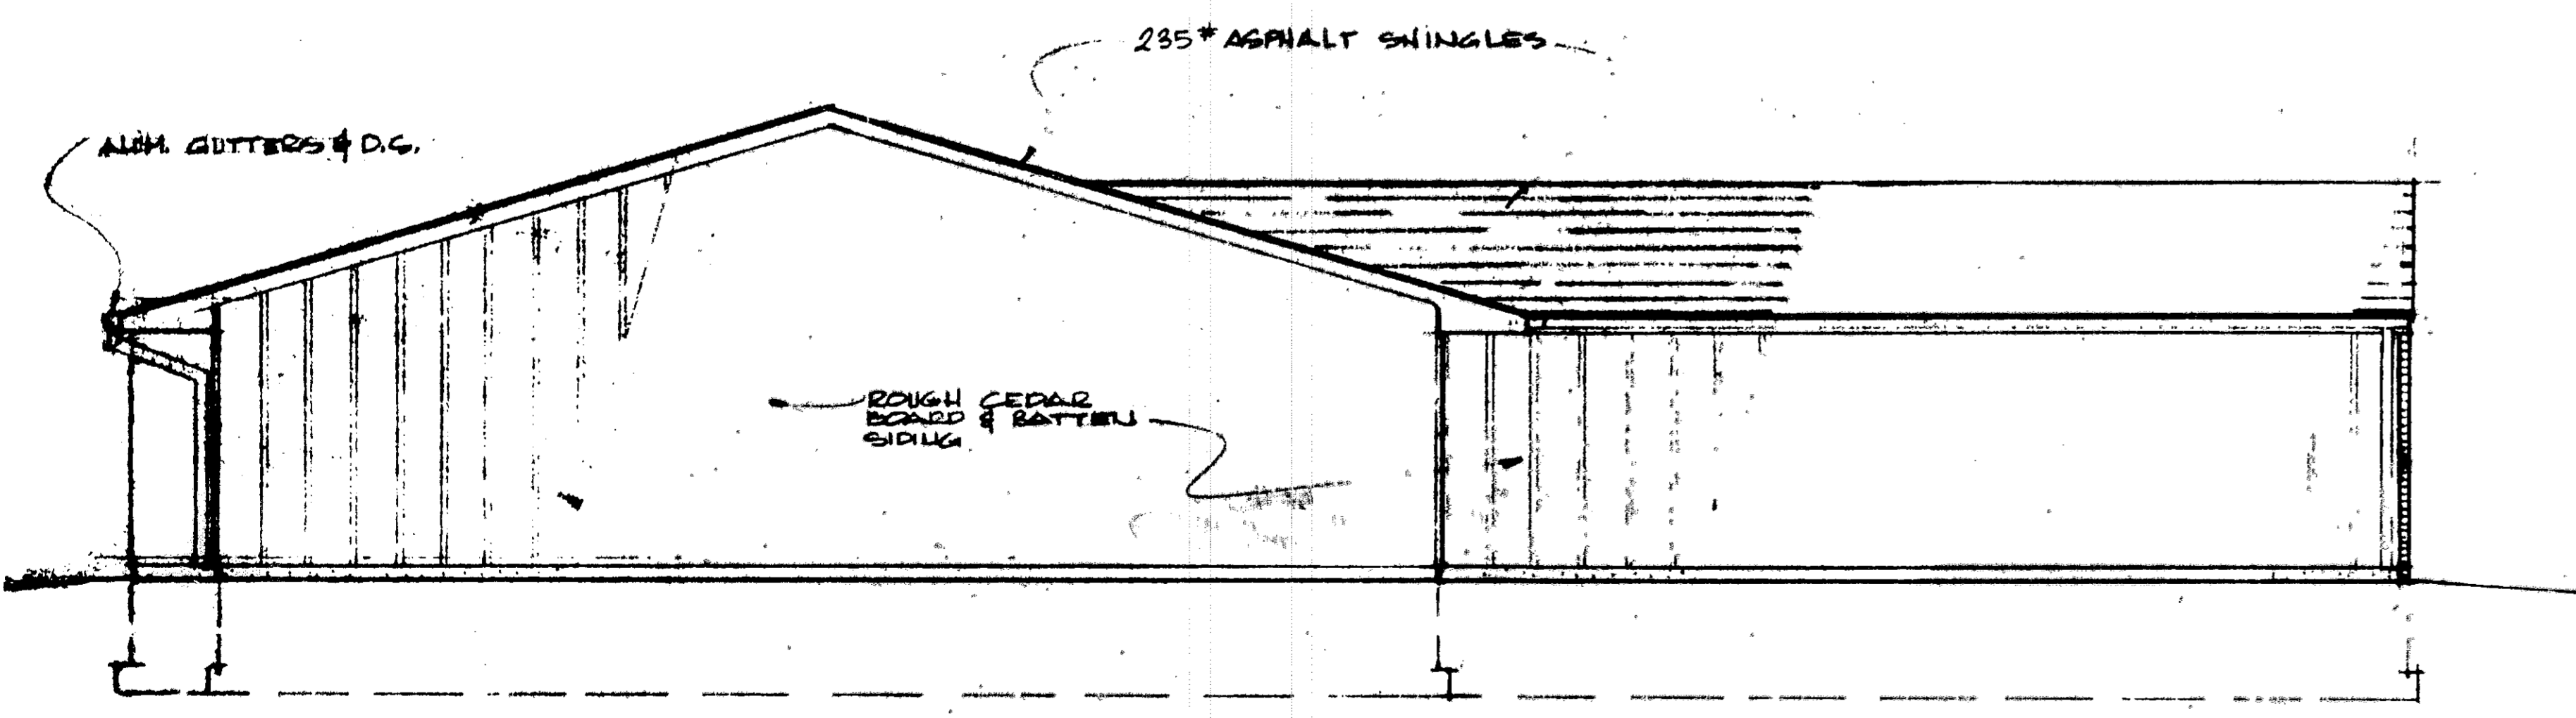 235# ASPHALT SHINGLES
ALUM. GUTTERS & D.S.
ROUGH CEDAR
BOARD & BATTEN
SIDING